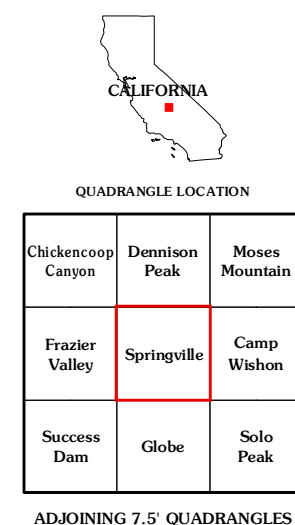 CALIFORNIA
QUADRANGLE LOCATION
Chickencoop
Canyon
Dennison
Peak
Moses
Mountain
Frazier
Valley
Springville
Camp
Wishon
Success
Dam
Globe
Solo
Peak
ADJOINING 7.5' QUADRANGLES